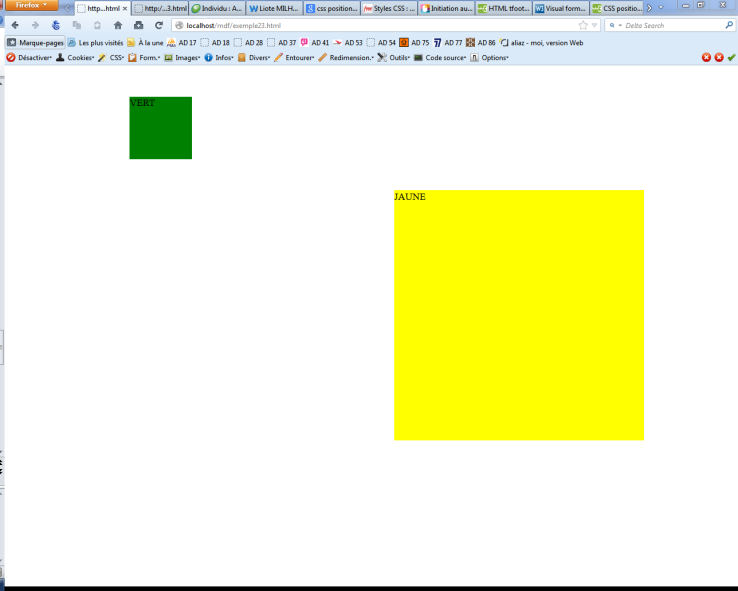 Firefox
http...html × http:/...3.html Individu : A... Liote MILH... css position... Styles CSS : ... Initiation au... HTML tfoot... Visual form... CSS positio...
localhost/mdf/exemple23.html Delta Search
Marque-pages Les plus visités À la une AD 17 AD 18 AD 28 AD 37 AD 41 AD 53 AD 54 AD 75 AD 77 AD 86 aliaz - moi, version Web
Désactiver Cookies CSS Form. Images Infos Divers Entourer Redimension. Outils Code source Options
VERT
JAUNE